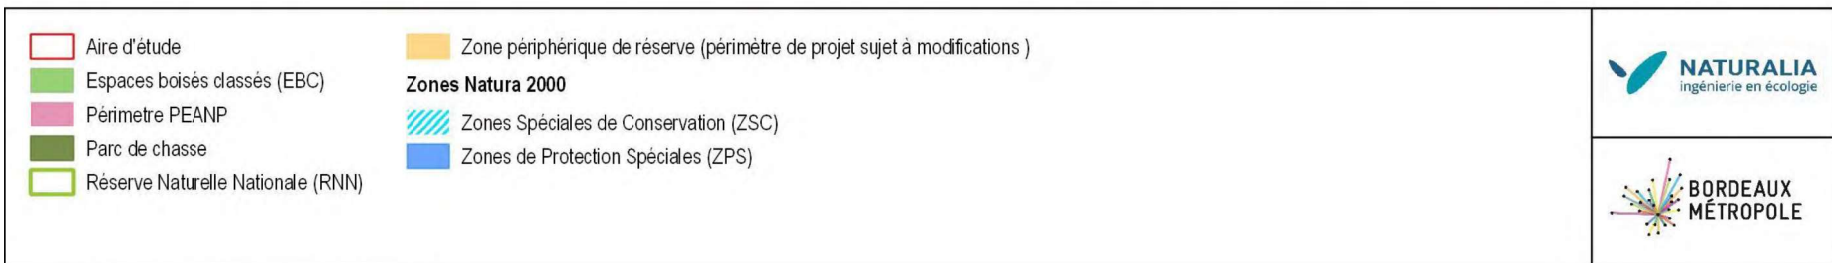 Aire d'étude
Espaces boisés classés (EBC)
Périmetre PEANP
Parc de chasse
Réserve Naturelle Nationale (RNN)
Zone périphérique de réserve (périmètre de projet sujet à modifications )
Zones Natura 2000
Zones Spéciales de Conservation (ZSC)
Zones de Protection Spéciales (ZPS)
NATURALIA
ingénierie en écologie
BORDEAUX
MÉTROPOLE